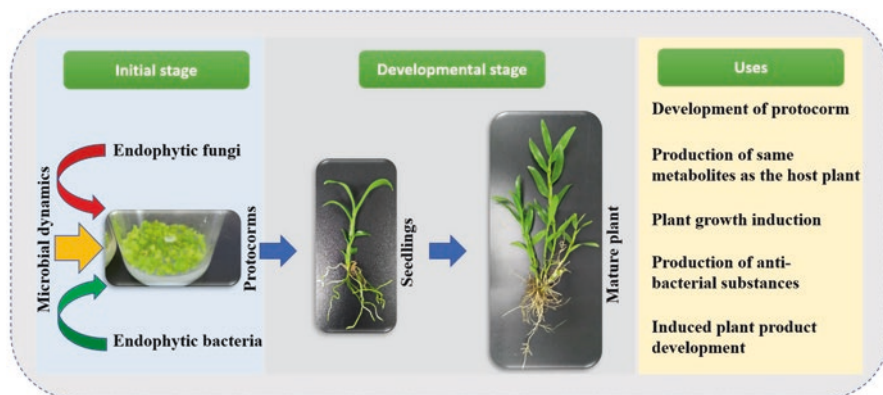 Initial stage
Developmental stage
Uses
Microbial dynamics
Endophytic fungi
Endophytic bacteria
Protocorms
Seedlings
Mature plant
Development of protocorm
Production of same
metabolites as the host plant
Plant growth induction
Production of anti-
bacterial substances
Induced plant product
development